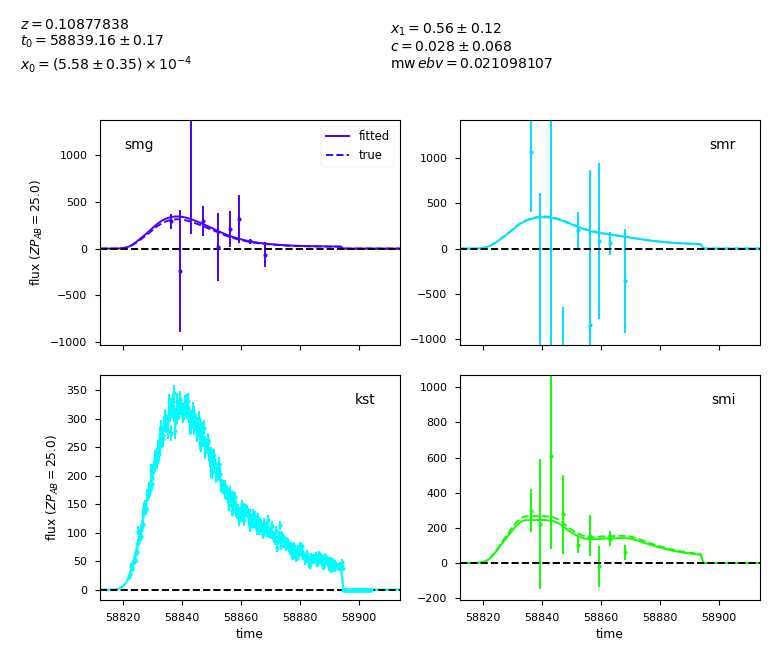 z = 0.10877838
t₀ = 58839.16 ± 0.17
x₀ = (5.58 ± 0.35) × 10⁻⁴
x₁ = 0.56 ± 0.12
c = 0.028 ± 0.068
mw ebv = 0.021098107
smg
fitted
true
1000
500
0
−500
−1000
flux (ZP_AB = 25.0)
smr
1000
500
0
−500
−1000
kst
350
300
250
200
150
100
50
0
flux (ZP_AB = 25.0)
58820 58840 58860 58880 58900
time
smi
1000
800
600
400
200
0
−200
58820 58840 58860 58880 58900
time